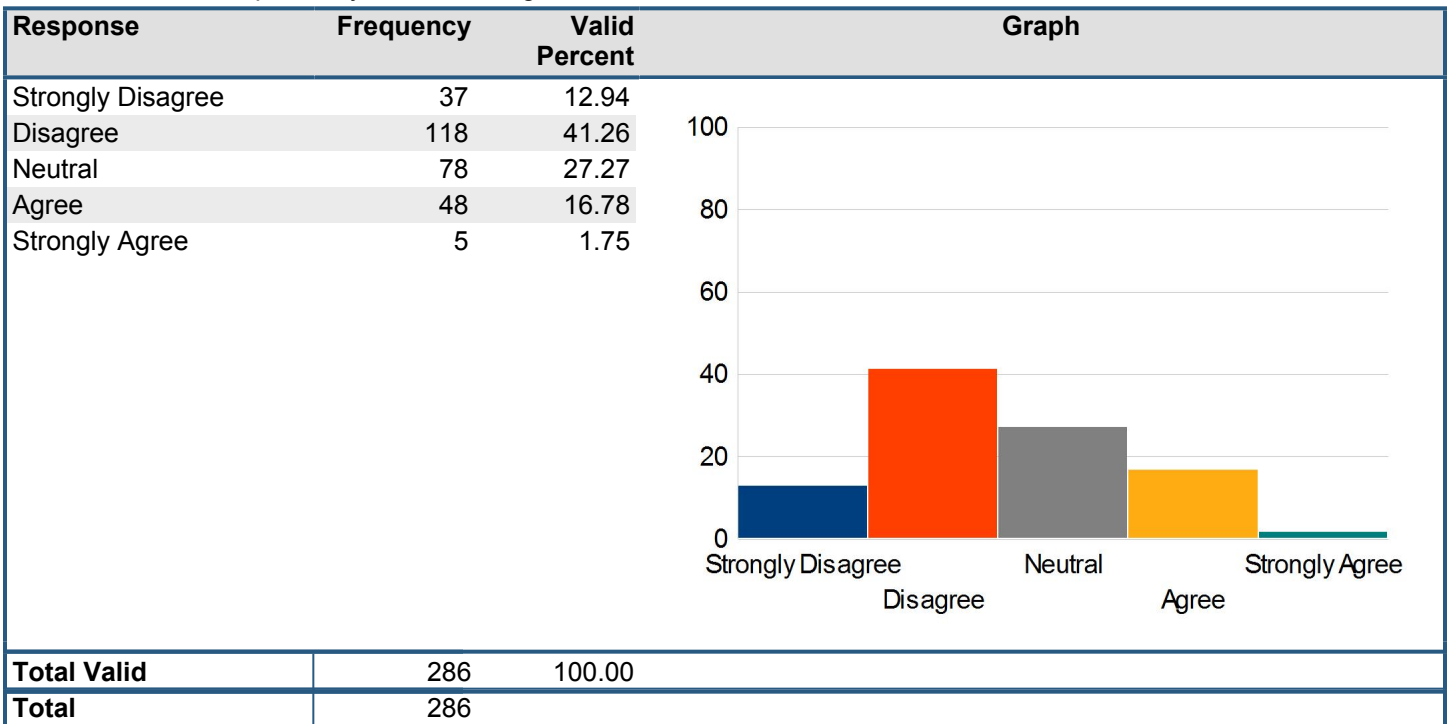 Response Frequency Valid Percent Graph
Strongly Disagree 37 12.94
Disagree 118 41.26
Neutral 78 27.27
Agree 48 16.78
Strongly Agree 5 1.75
100
80
60
40
20
0
Strongly Disagree Neutral Strongly Agree
Disagree Agree
Total Valid 286 100.00
Total 286